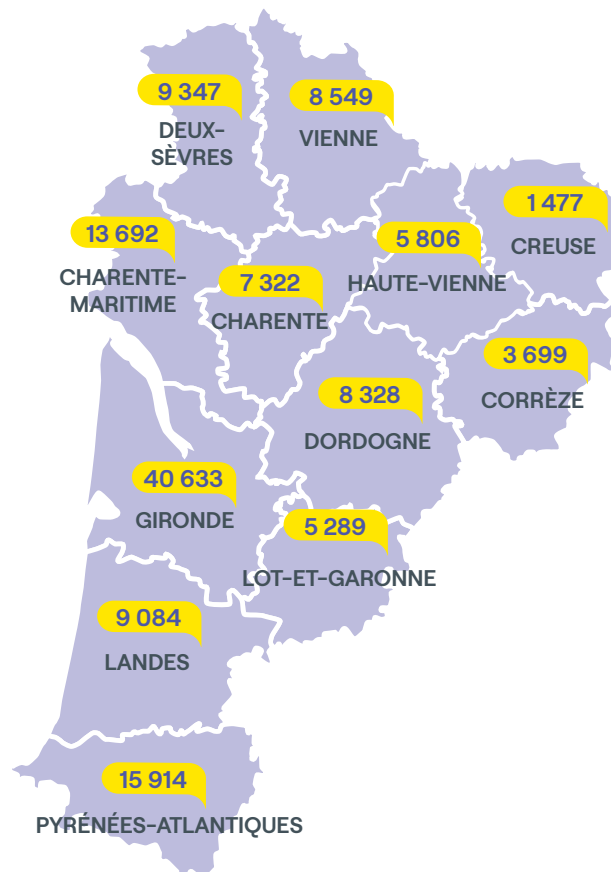 9 347
DEUX-
SÈVRES
8 549
VIENNE
1 477
CREUSE
13 692
CHARENTE-
MARITIME
7 322
CHARENTE
5 806
HAUTE-VIENNE
3 699
CORRÈZE
8 328
DORDOGNE
40 633
GIRONDE
5 289
LOT-ET-GARONNE
9 084
LANDES
15 914
PYRÉNÉES-ATLANTIQUES